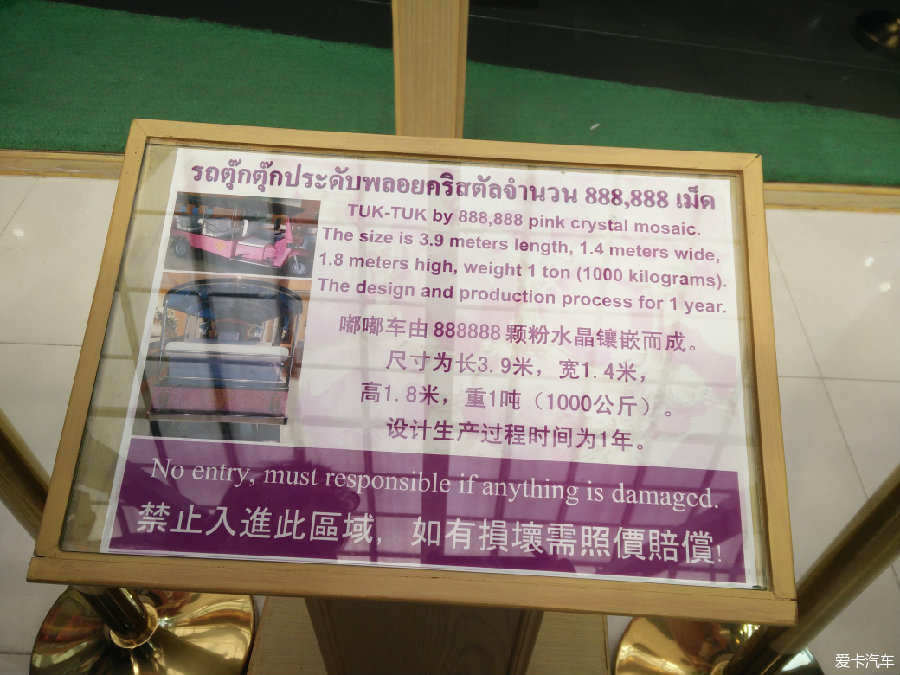 รถตุ๊กตุ๊กประดับพลอยคริสตัลจำนวน 888,888 เม็ด
TUK-TUK by 888,888 pink crystal mosaic.
The size is 3.9 meters length, 1.4 meters wide,
1.8 meters high, weight 1 ton (1000 kilograms).
The design and production process for 1 year.
嘟嘟车由 888888 颗粉水晶镶嵌而成。
尺寸为长3.9米，宽1.4米，
高1.8米，重1吨（1000公斤）。
设计生产过程时间为1年。
No entry, must responsible if anything is damaged.
禁止入進此區域，如有損壞需照價賠償!
爱卡汽车